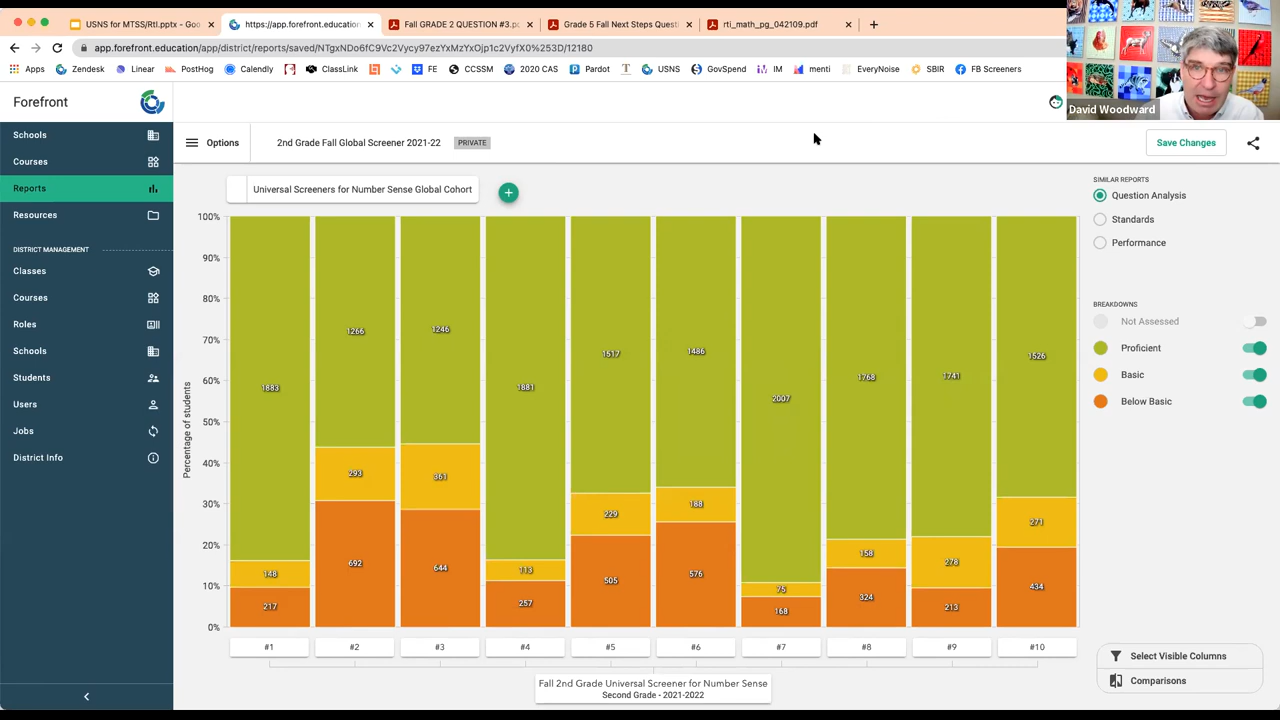 USNS for MTSS/RtI.pptx - Goo
https://app.forefront.education
Fall GRADE 2 QUESTION #3.p
Grade 5 Fall Next Steps Quest
rti_math_pg_042109.pdf
app.forefront.education/app/district/reports/saved/NTgxNDo6fC9Vc2Vycy97ezYxMzYxOjp1c2VyfX0%253D/12180
Apps
Zendesk
Linear
PostHog
Calendly
ClassLink
FE
CCSSM
2020 CAS
Pardot
USNS
GovSpend
IM
menti
EveryNoise
SBIR
FB Screeners
David Woodward
Forefront
Schools
Courses
Reports
Resources
DISTRICT MANAGEMENT
Classes
Courses
Roles
Schools
Students
Users
Jobs
District Info
Options
2nd Grade Fall Global Screener 2021-22
PRIVATE
Save Changes
Universal Screeners for Number Sense Global Cohort
SIMILAR REPORTS
Question Analysis
Standards
Performance
BREAKDOWNS
Not Assessed
Proficient
Basic
Below Basic
Percentage of students
100%
90%
80%
70%
60%
50%
40%
30%
20%
10%
0%
1883
148
217
1266
293
692
1246
361
644
1881
113
257
1517
229
505
1486
188
576
2007
75
168
1768
158
324
1741
278
213
1526
271
434
#1
#2
#3
#4
#5
#6
#7
#8
#9
#10
Fall 2nd Grade Universal Screener for Number Sense
Second Grade - 2021-2022
Select Visible Columns
Comparisons